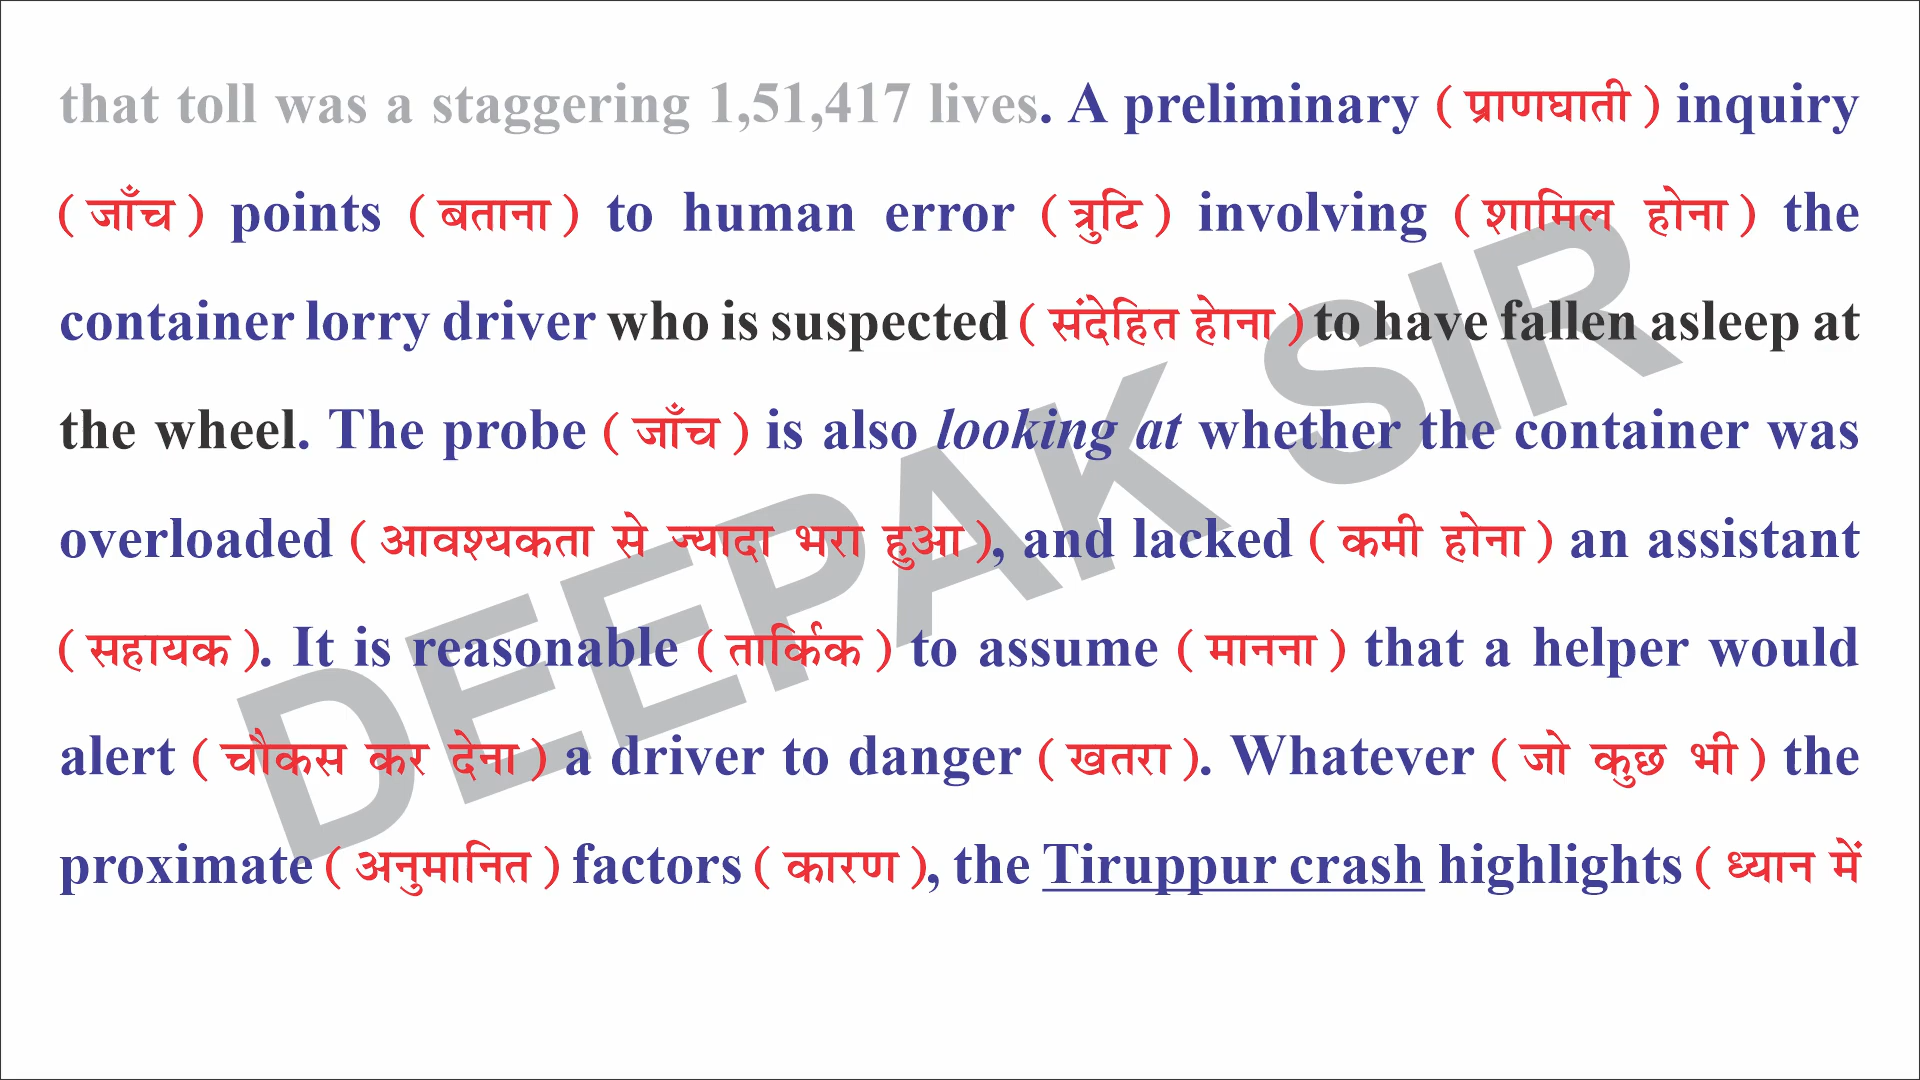 that toll was a staggering 1,51,417 lives. A preliminary ( प्राणघाती ) inquiry
( जाँच ) points ( बताना ) to human error ( त्रुटि ) involving ( शामिल होना ) the
container lorry driver who is suspected ( संदेहित हेाना ) to have fallen asleep at
the wheel. The probe ( जाँच ) is also looking at whether the container was
overloaded ( आवश्यकता से ज्यादा भरा हुआ ), and lacked ( कमी होना ) an assistant
( सहायक ). It is reasonable ( तार्किक ) to assume ( मानना ) that a helper would
alert ( चौकस कर देना ) a driver to danger ( खतरा ). Whatever ( जो कुछ भी ) the
proximate ( अनुमानित ) factors ( कारण ), the Tiruppur crash highlights ( ध्यान में
DEEPAK SIR